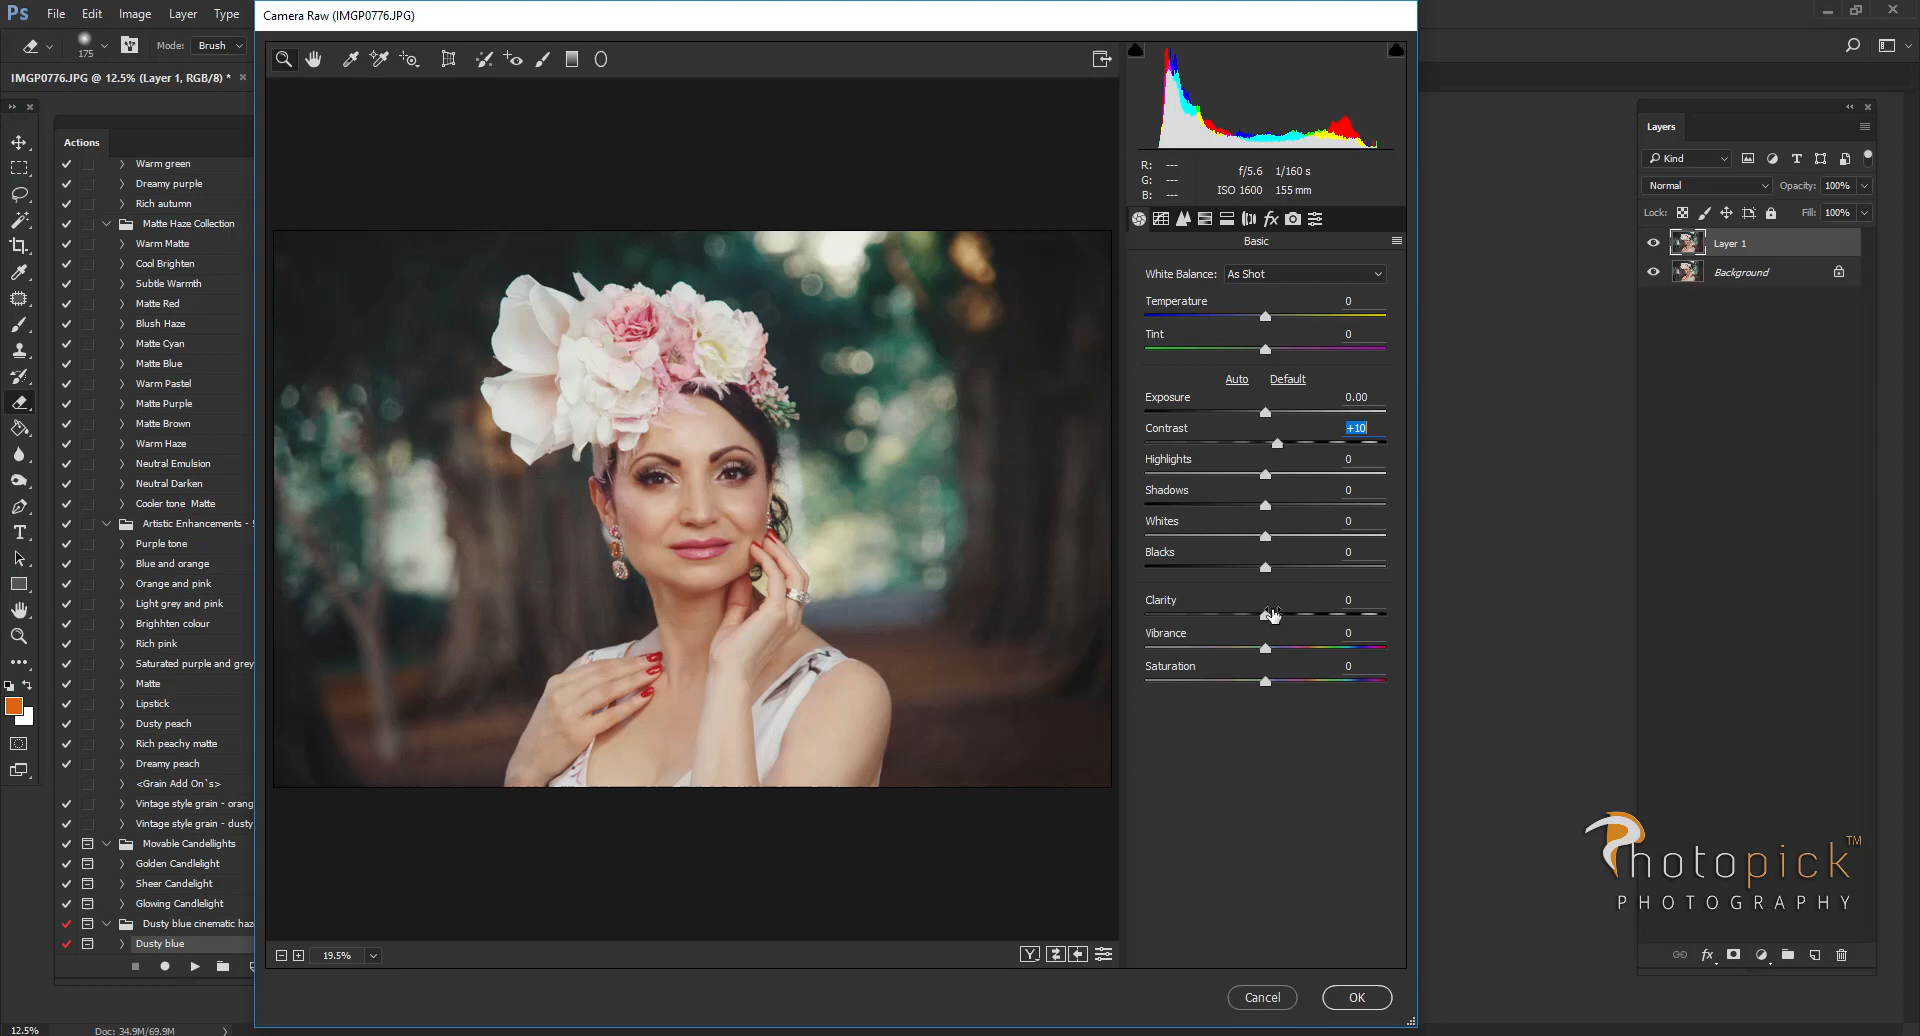 Ps File Edit Image Layer Type
Camera Raw (IMGP0776.JPG)
175 Mode: Brush
IMGP0776.JPG @ 12.5% (Layer 1, RGB/8) *
Actions
Warm green
Dreamy purple
Rich autumn
Matte Haze Collection
Warm Matte
Cool Brighten
Subtle Warmth
Matte Red
Blush Haze
Matte Cyan
Matte Blue
Warm Pastel
Matte Purple
Matte Brown
Warm Haze
Neutral Emulsion
Neutral Darken
Cooler tone Matte
Artistic Enhancements -
Purple tone
Blue and orange
Orange and pink
Light grey and pink
Brighhten colour
Rich pink
Saturated purple and grey
Matte
Lipstick
Dusty peach
Rich peachy matte
Dreamy peach
<Grain Add On`s>
Vintage style grain - orang
Vintage style grain - dusty
Movable Candellights
Golden Candlelight
Sheer Candelight
Glowing Candlelight
Dusty blue cinematic haz
Dusty blue
12.5% Doc: 34.9M/69.9M
19.5%
R: ---
G: ---
B: ---
f/5.6 1/160 s
ISO 1600 155 mm
Basic
White Balance: As Shot
Temperature 0
Tint 0
Auto Default
Exposure 0.00
Contrast +10
Highlights 0
Shadows 0
Whites 0
Blacks 0
Clarity 0
Vibrance 0
Saturation 0
Cancel OK
Layers
Kind
Normal Opacity: 100%
Lock: Fill: 100%
Layer 1
Background
Photopick™
PHOTOGRAPHY